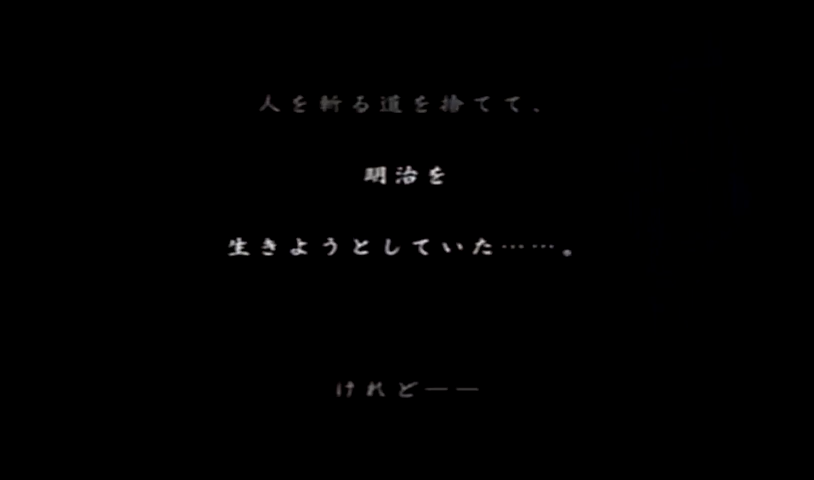 人を斬る道を捨てて、
明治を
生きようとしていた……。
けれど――